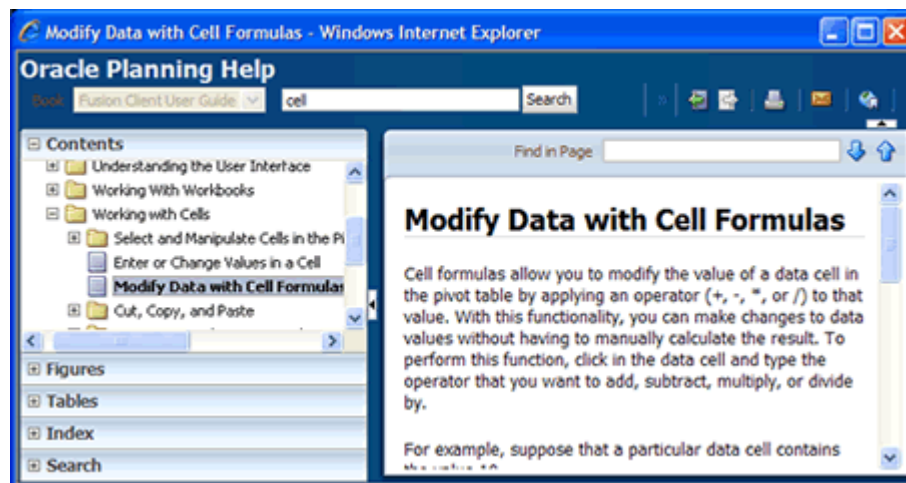 Modify Data with Cell Formulas - Windows Internet Explorer
Oracle Planning Help
Book Fusion Client User Guide cell Search
Contents
Understanding the User Interface
Working With Workbooks
Working with Cells
Select and Manipulate Cells in the Pi
Enter or Change Values in a Cell
Modify Data with Cell Formulas
Cut, Copy, and Paste
Figures
Tables
Index
Search
Find in Page
Modify Data with Cell Formulas
Cell formulas allow you to modify the value of a data cell in
the pivot table by applying an operator (+, -, *, or /) to that
value. With this functionality, you can make changes to data
values without having to manually calculate the result. To
perform this function, click in the data cell and type the
operator that you want to add, subtract, multiply, or divide
by.
For example, suppose that a particular data cell contains